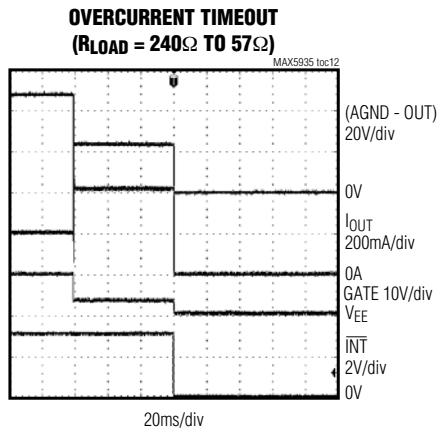 OVERCURRENT TIMEOUT
(RLOAD = 240Ω TO 57Ω)
MAX5935 toc12
(AGND - OUT)
20V/div
0V
IOUT
200mA/div
0A
GATE 10V/div
VEE
INT
2V/div
0V
20ms/div